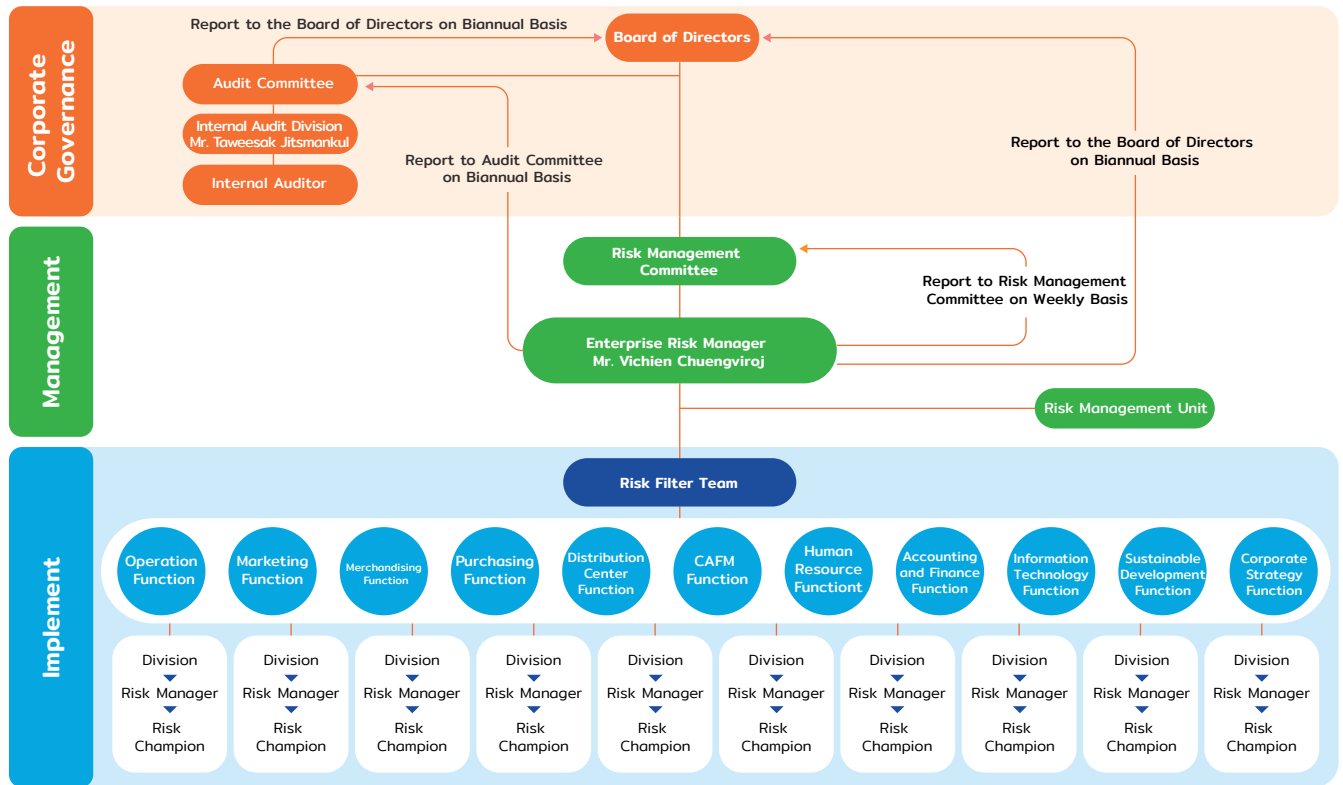 Corporate
Governance
Report to the Board of Directors on Biannual Basis
Board of Directors
Audit Committee
Internal Audit Division
Mr. Taweesak Jitsmankul
Internal Auditor
Report to Audit Committee
on Biannual Basis
Report to the Board of Directors
on Biannual Basis
Management
Risk Management
Committee
Report to Risk Management
Committee on Weekly Basis
Enterprise Risk Manager
Mr. Vichien Chuengviroj
Risk Management Unit
Implement
Risk Filter Team
Operation
Function
Marketing
Function
Merchandising
Function
Purchasing
Function
Distribution
Center
Function
CAFM
Function
Human
Resource
Functiont
Accounting
and Finance
Function
Information
Technology
Function
Sustainable
Development
Function
Corporate
Strategy
Function
Division
Risk Manager
Risk
Champion
Division
Risk Manager
Risk
Champion
Division
Risk Manager
Risk
Champion
Division
Risk Manager
Risk
Champion
Division
Risk Manager
Risk
Champion
Division
Risk Manager
Risk
Champion
Division
Risk Manager
Risk
Champion
Division
Risk Manager
Risk
Champion
Division
Risk Manager
Risk
Champion
Division
Risk Manager
Risk
Champion